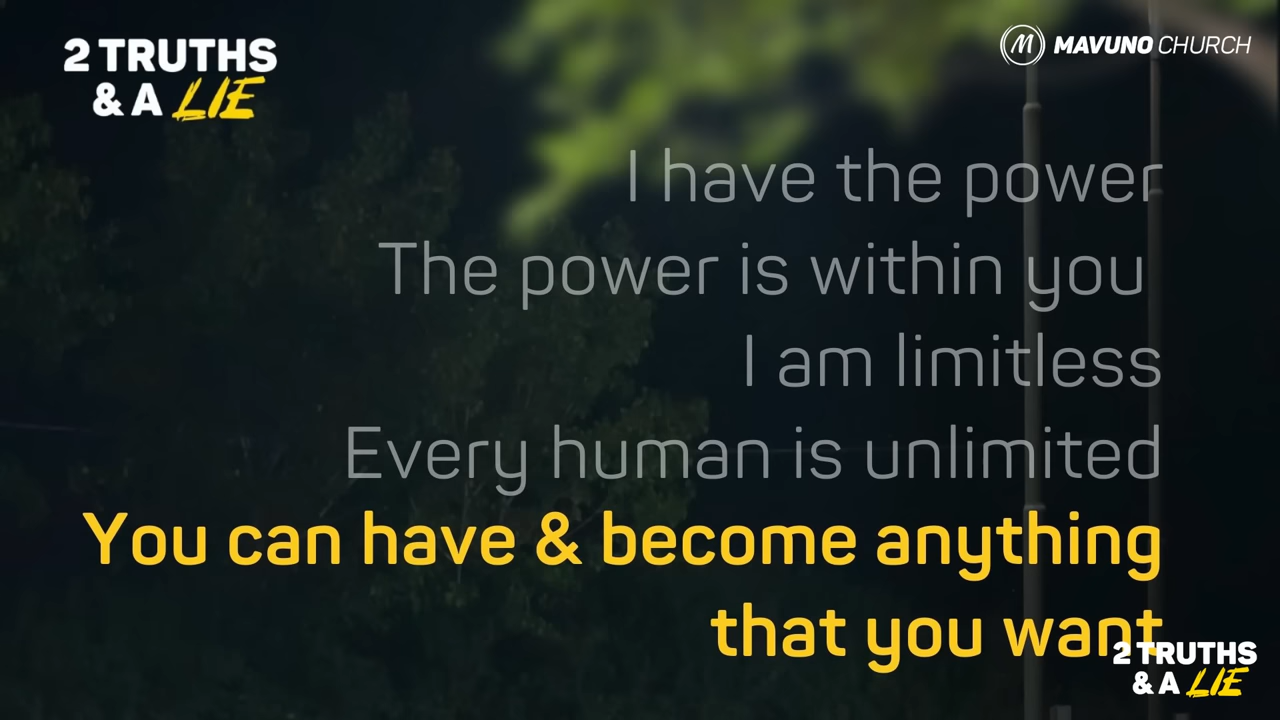 2 TRUTHS
& A LIE
MAVUNO CHURCH
I have the power
The power is within you
I am limitless
Every human is unlimited
You can have & become anything
that you want
2 TRUTHS
& A LIE